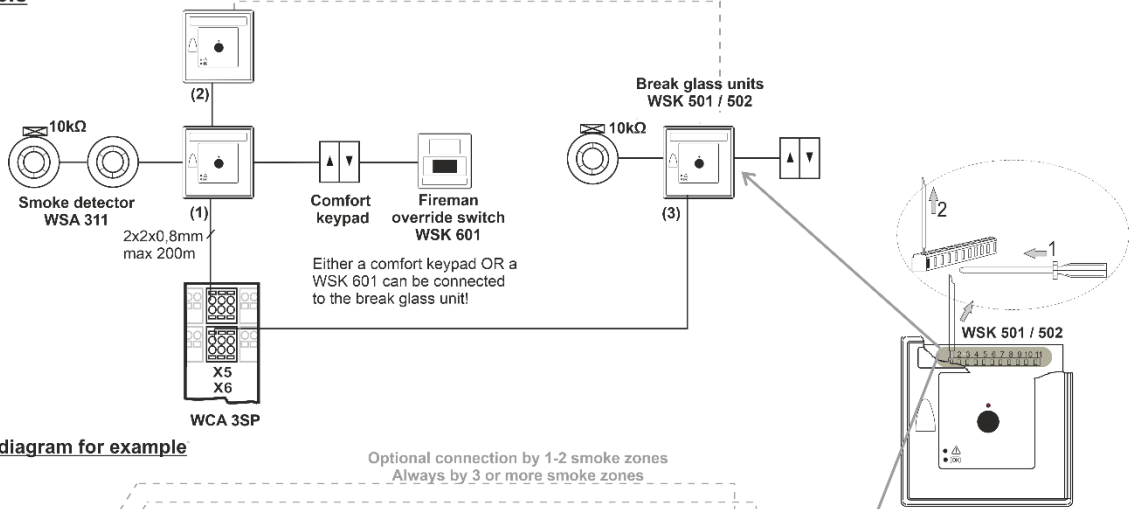 (2)
Break glass units
WSK 501 / 502
10kΩ
10kΩ
Smoke detector
WSA 311
(1)
Comfort
keypad
Fireman
override switch
WSK 601
(3)
2x2x0,8mm
max 200m
Either a comfort keypad OR a
WSK 601 can be connected
to the break glass unit!
2
1
WSK 501 / 502
2 3 4 5 6 7 8 9 10 11
X5
X6
WCA 3SP
diagram for example
Optional connection by 1-2 smoke zones
Always by 3 or more smoke zones
(OK)